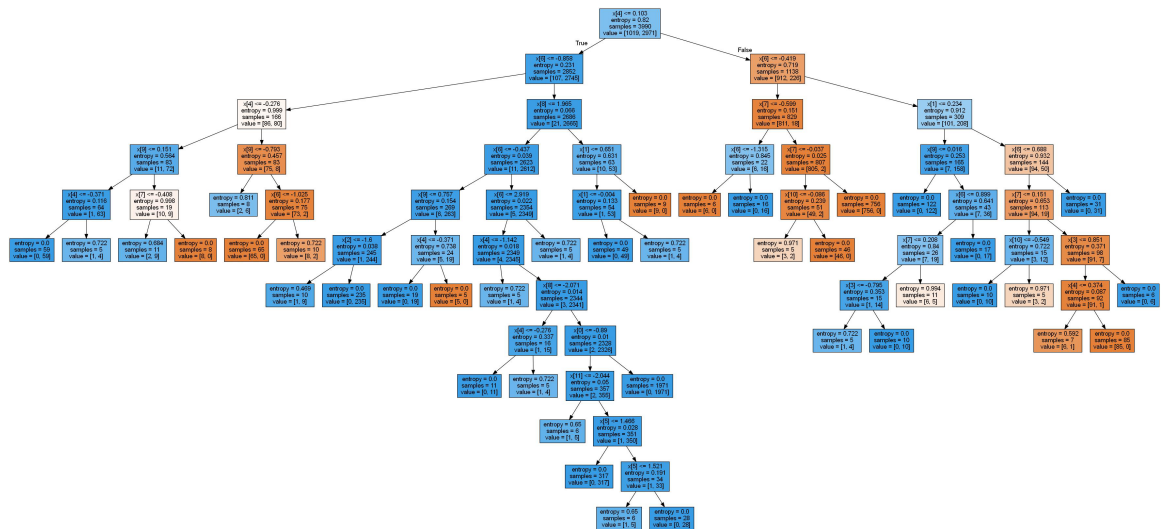 x[4] <= 0.103
entropy = 0.82
samples = 3990
value = [1019, 2971]
True
False
x[6] <= -0.858
entropy = 0.231
samples = 2852
value = [107, 2745]
x[6] <= -0.419
entropy = 0.719
samples = 1138
value = [912, 226]
x[4] <= -0.276
entropy = 0.999
samples = 166
value = [86, 80]
x[8] <= 1.965
entropy = 0.066
samples = 2686
value = [21, 2665]
x[7] <= -0.599
entropy = 0.151
samples = 829
value = [811, 18]
x[1] <= 0.234
entropy = 0.912
samples = 309
value = [101, 208]
x[9] <= 0.151
entropy = 0.564
samples = 83
value = [11, 72]
x[9] <= -0.793
entropy = 0.457
samples = 83
value = [75, 8]
x[6] <= -0.437
entropy = 0.039
samples = 2623
value = [11, 2612]
x[1] <= 0.651
entropy = 0.631
samples = 63
value = [10, 53]
x[6] <= -1.315
entropy = 0.845
samples = 22
value = [6, 16]
x[7] <= -0.037
entropy = 0.025
samples = 807
value = [805, 2]
x[9] <= 0.016
entropy = 0.253
samples = 165
value = [7, 158]
x[6] <= 0.688
entropy = 0.932
samples = 144
value = [94, 50]
x[4] <= -0.371
entropy = 0.116
samples = 64
value = [1, 63]
x[7] <= -0.408
entropy = 0.998
samples = 19
value = [10, 9]
entropy = 0.811
samples = 8
value = [2, 6]
x[6] <= -1.025
entropy = 0.177
samples = 75
value = [73, 2]
x[9] <= 0.757
entropy = 0.154
samples = 269
value = [6, 263]
x[6] <= 2.919
entropy = 0.022
samples = 2354
value = [5, 2349]
x[1] <= -0.004
entropy = 0.133
samples = 54
value = [1, 53]
entropy = 0.0
samples = 9
value = [9, 0]
entropy = 0.0
samples = 6
value = [6, 0]
entropy = 0.0
samples = 16
value = [0, 16]
x[10] <= -0.086
entropy = 0.239
samples = 51
value = [49, 2]
entropy = 0.0
samples = 756
value = [756, 0]
entropy = 0.0
samples = 122
value = [0, 122]
x[6] <= 0.899
entropy = 0.641
samples = 43
value = [7, 36]
x[7] <= 0.151
entropy = 0.653
samples = 113
value = [94, 19]
entropy = 0.0
samples = 31
value = [0, 31]
entropy = 0.0
samples = 59
value = [0, 59]
entropy = 0.722
samples = 5
value = [1, 4]
entropy = 0.684
samples = 11
value = [2, 9]
entropy = 0.0
samples = 8
value = [8, 0]
entropy = 0.0
samples = 65
value = [65, 0]
entropy = 0.722
samples = 10
value = [8, 2]
x[2] <= -1.6
entropy = 0.038
samples = 245
value = [1, 244]
x[4] <= -0.371
entropy = 0.738
samples = 24
value = [5, 19]
x[4] <= -1.142
entropy = 0.018
samples = 2349
value = [4, 2345]
entropy = 0.722
samples = 5
value = [1, 4]
entropy = 0.0
samples = 49
value = [0, 49]
entropy = 0.722
samples = 5
value = [1, 4]
entropy = 0.971
samples = 5
value = [3, 2]
entropy = 0.0
samples = 46
value = [46, 0]
x[7] <= 0.208
entropy = 0.84
samples = 26
value = [7, 19]
entropy = 0.0
samples = 17
value = [0, 17]
x[10] <= -0.549
entropy = 0.722
samples = 15
value = [3, 12]
x[3] <= 0.851
entropy = 0.371
samples = 98
value = [91, 7]
entropy = 0.469
samples = 10
value = [1, 9]
entropy = 0.0
samples = 235
value = [0, 235]
entropy = 0.0
samples = 19
value = [0, 19]
entropy = 0.0
samples = 5
value = [5, 0]
entropy = 0.722
samples = 5
value = [1, 4]
x[8] <= -2.071
entropy = 0.014
samples = 2344
value = [3, 2341]
x[3] <= -0.795
entropy = 0.353
samples = 15
value = [1, 14]
entropy = 0.994
samples = 11
value = [6, 5]
entropy = 0.0
samples = 10
value = [0, 10]
entropy = 0.971
samples = 5
value = [3, 2]
x[4] <= 0.374
entropy = 0.087
samples = 92
value = [91, 1]
entropy = 0.0
samples = 6
value = [0, 6]
x[4] <= -0.276
entropy = 0.337
samples = 16
value = [1, 15]
x[0] <= -0.89
entropy = 0.01
samples = 2328
value = [2, 2326]
entropy = 0.722
samples = 5
value = [1, 4]
entropy = 0.0
samples = 10
value = [0, 10]
entropy = 0.592
samples = 7
value = [6, 1]
entropy = 0.0
samples = 85
value = [85, 0]
entropy = 0.0
samples = 11
value = [0, 11]
entropy = 0.722
samples = 5
value = [1, 4]
x[11] <= -2.044
entropy = 0.05
samples = 357
value = [2, 355]
entropy = 0.0
samples = 1971
value = [0, 1971]
entropy = 0.65
samples = 6
value = [1, 5]
x[5] <= 1.466
entropy = 0.028
samples = 351
value = [1, 350]
entropy = 0.0
samples = 317
value = [0, 317]
x[5] <= 1.521
entropy = 0.191
samples = 34
value = [1, 33]
entropy = 0.65
samples = 6
value = [1, 5]
entropy = 0.0
samples = 28
value = [0, 28]